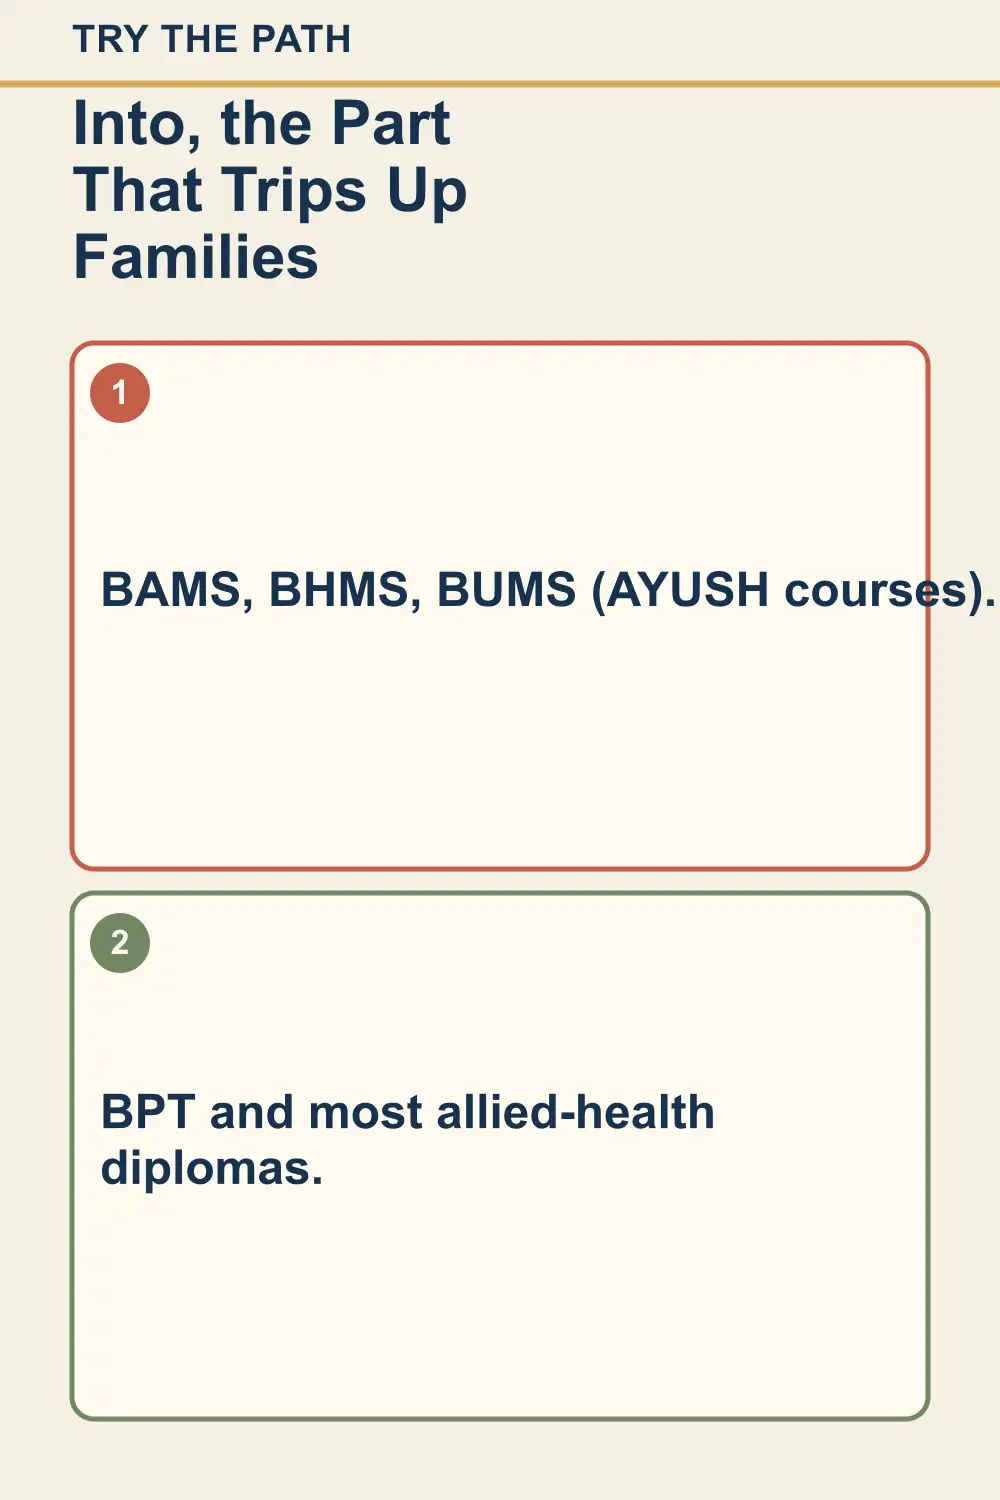 TRY THE PATH
Into, the Part
That Trips Up
Families
1
BAMS, BHMS, BUMS (AYUSH courses).
2
BPT and most allied-health
diplomas.